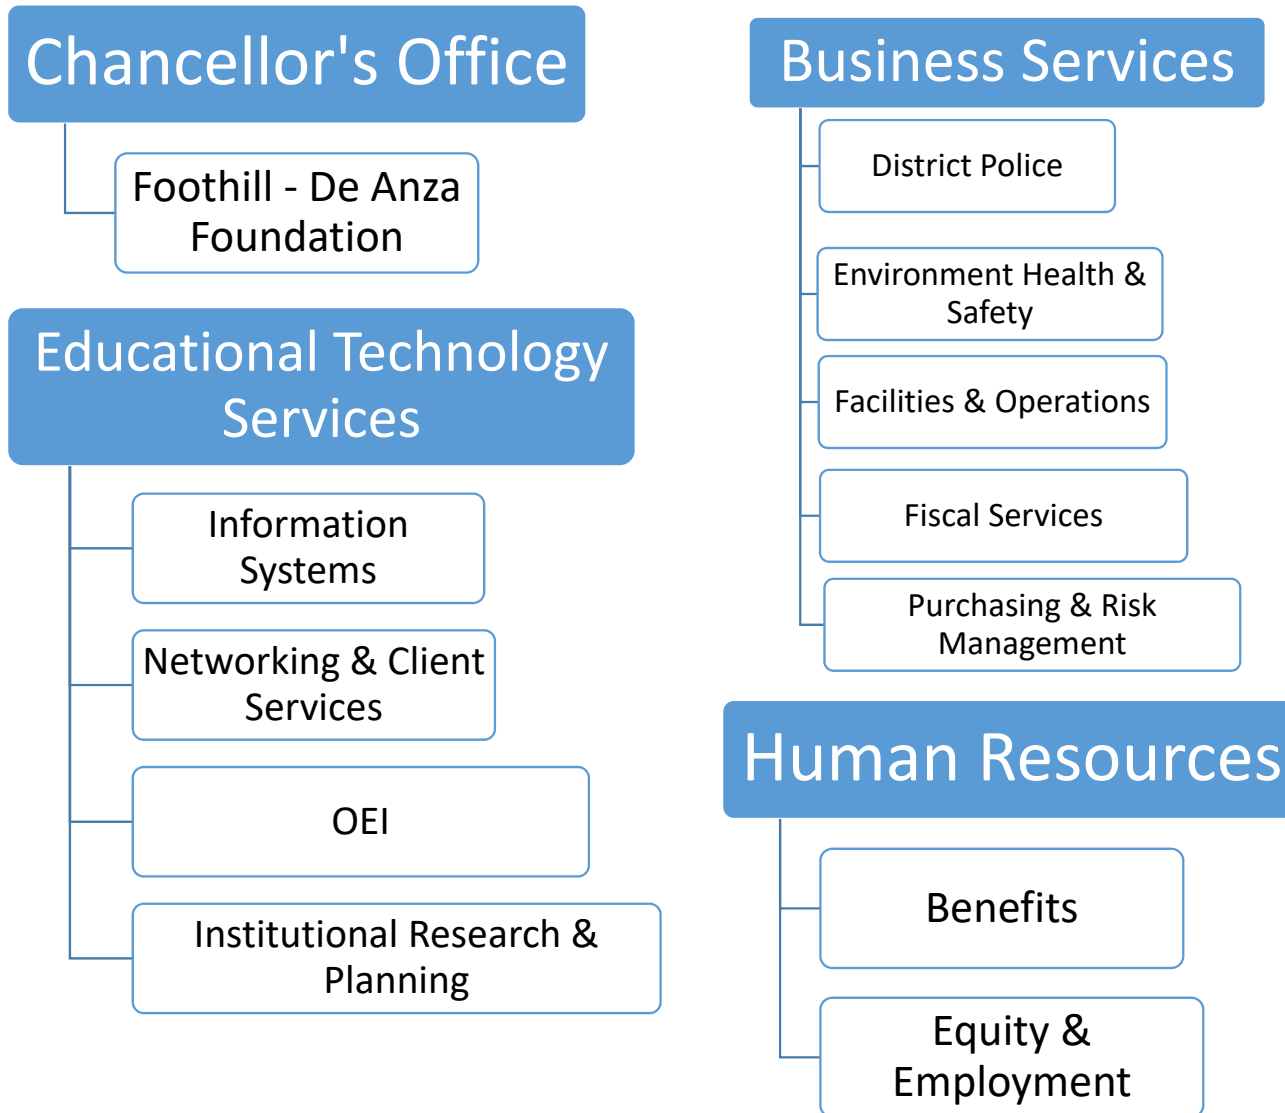 Chancellor's Office
Foothill - De Anza
Foundation
Educational Technology
Services
Information
Systems
Networking & Client
Services
OEI
Institutional Research &
Planning
Business Services
District Police
Environment Health &
Safety
Facilities & Operations
Fiscal Services
Purchasing & Risk
Management
Human Resources
Benefits
Equity &
Employment